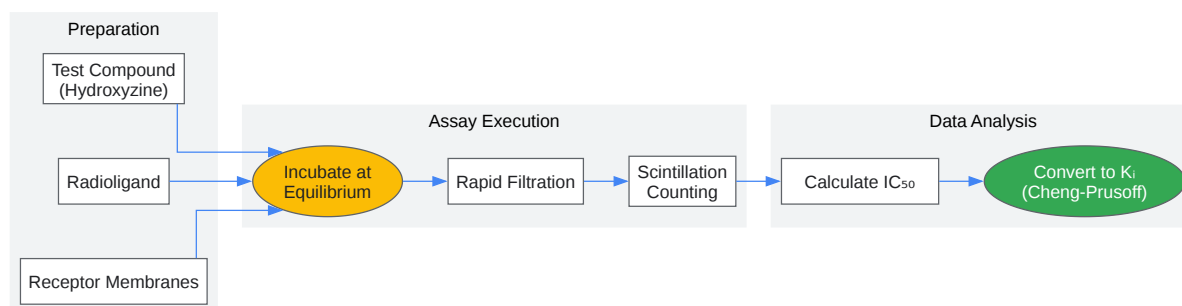 Preparation
Test Compound
(Hydroxyzine)
Radioligand
Receptor Membranes
Assay Execution
Incubate at
Equilibrium
Rapid Filtration
Scintillation
Counting
Data Analysis
Calculate IC₅₀
Convert to Kᵢ
(Cheng-Prusoff)